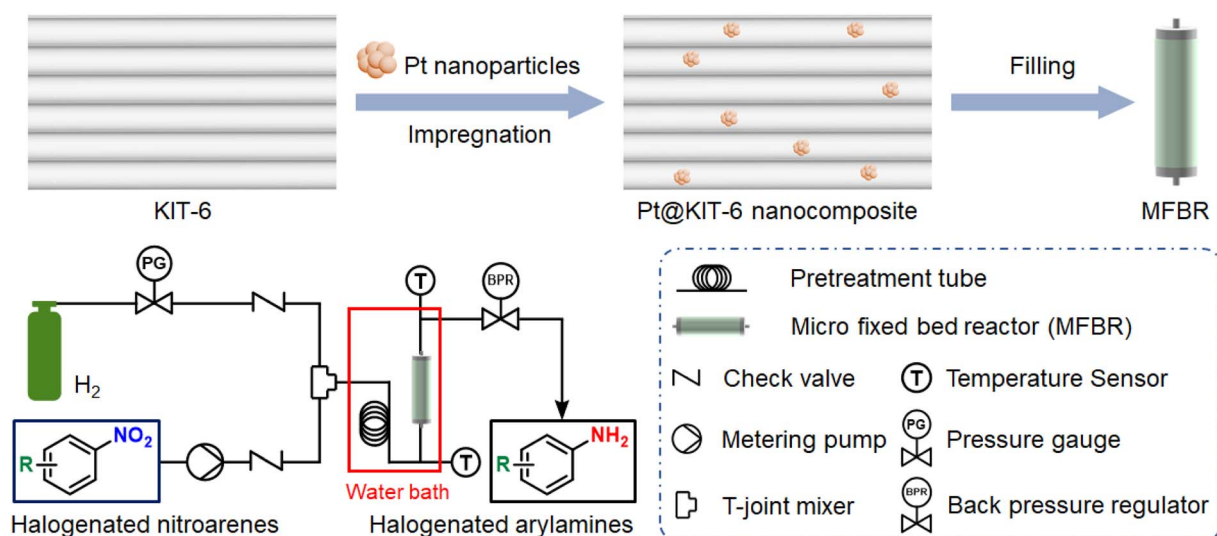 Pt nanoparticles
Impregnation
Filling
KIT-6
Pt@KIT-6 nanocomposite
MFBR
PG
T
BPR
H₂
NO₂
R
Water bath
T
NH₂
R
Halogenated nitroarenes
Halogenated arylamines
Pretreatment tube
Micro fixed bed reactor (MFBR)
Check valve
T Temperature Sensor
Metering pump
PG Pressure gauge
T-joint mixer
BPR Back pressure regulator